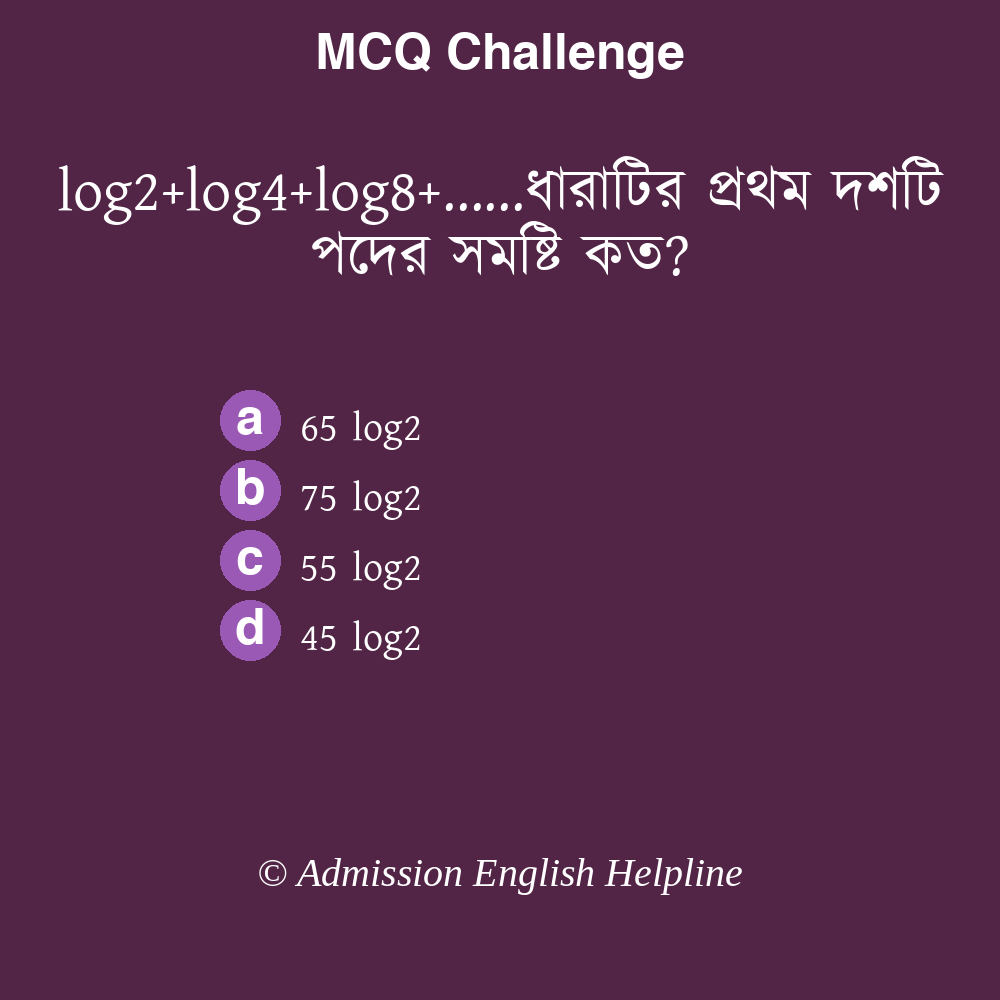 MCQ Challenge
log2+log4+log8+......ধারাটির প্রথম দশটি
পদের সমষ্টি কত?
a 65 log2
b 75 log2
c 55 log2
d 45 log2
© Admission English Helpline